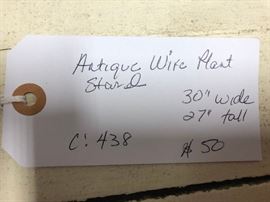 Antique Wire Plant
Stand
30" wide
27" tall
C: 438
$50